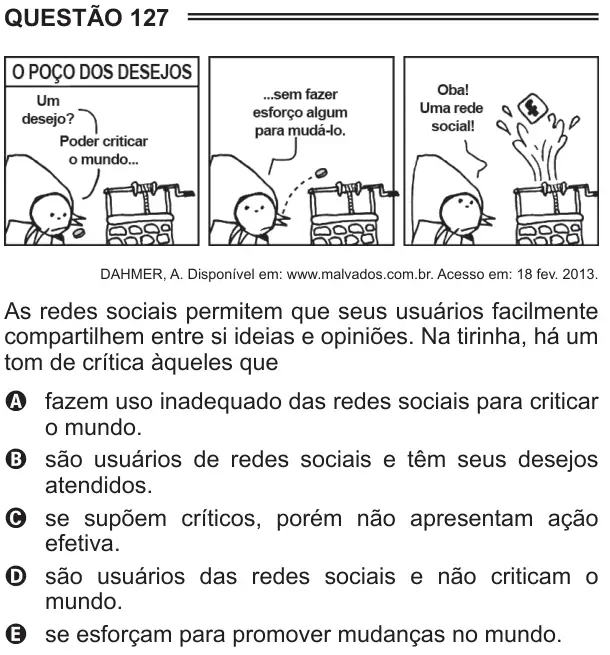 QUESTÃO 127
O POÇO DOS DESEJOS
Um
desejo?
Poder criticar
o mundo...
...sem fazer
esforço algum
para mudá-lo.
Oba!
Uma rede
social!
DAHMER, A. Disponível em: www.malvados.com.br. Acesso em: 18 fev. 2013.
As redes sociais permitem que seus usuários facilmente
compartilhem entre si ideias e opiniões. Na tirinha, há um
tom de crítica àqueles que
A fazem uso inadequado das redes sociais para criticar
o mundo.
B são usuários de redes sociais e têm seus desejos
atendidos.
C se supõem críticos, porém não apresentam ação
efetiva.
D são usuários das redes sociais e não criticam o
mundo.
E se esforçam para promover mudanças no mundo.